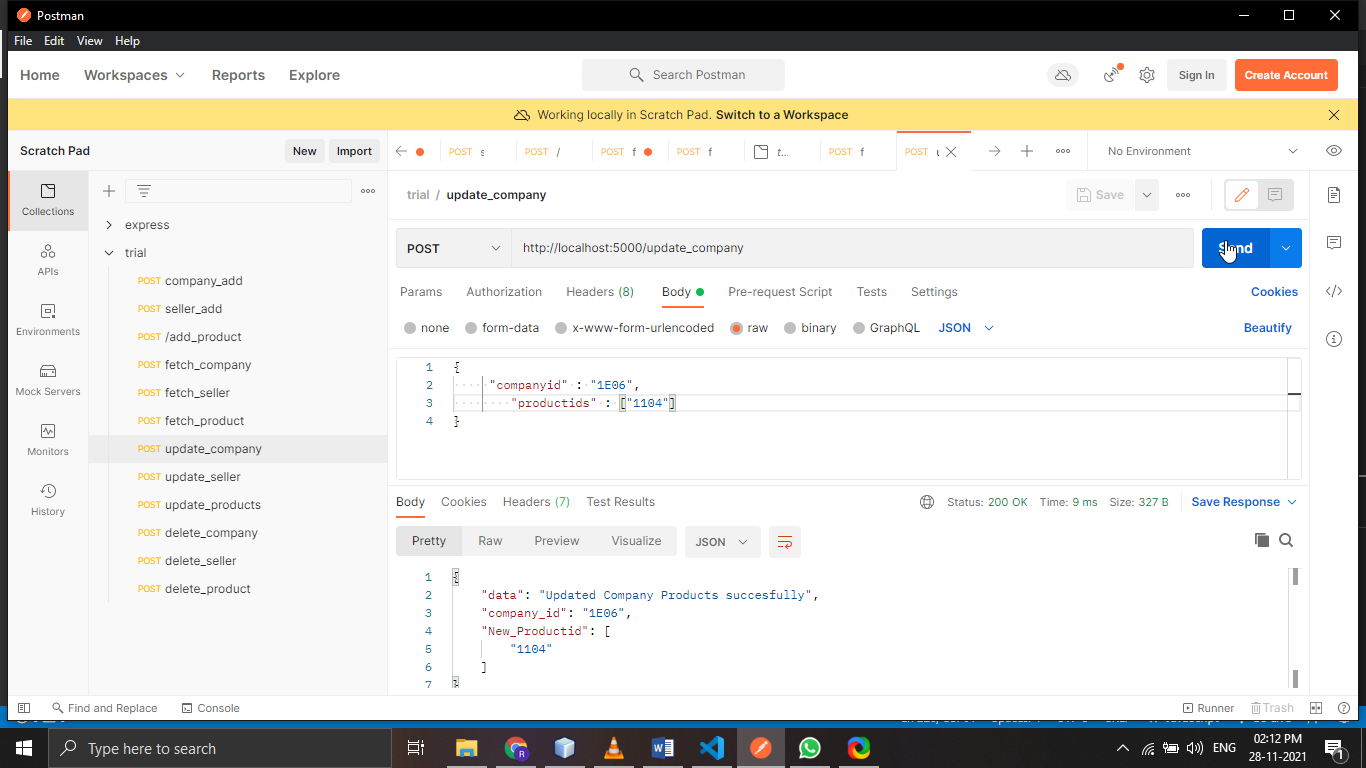 Postman
File Edit View Help
Home Workspaces Reports Explore Search Postman Sign In Create Account
Working locally in Scratch Pad. Switch to a Workspace
Scratch Pad New Import POST s POST / POST f POST f t... POST f POST No Environment
Collections
APIs
Environments
Mock Servers
Monitors
History
express
trial
POST company_add
POST seller_add
POST /add_product
POST fetch_company
POST fetch_seller
POST fetch_product
POST update_company
POST update_seller
POST update_products
POST delete_company
POST delete_seller
POST delete_product
trial / update_company Save
POST http://localhost:5000/update_company Send
Params Authorization Headers (8) Body Pre-request Script Tests Settings Cookies
none form-data x-www-form-urlencoded raw binary GraphQL JSON Beautify
1 {
2 "companyid" : "1E06",
3 "productids" : ["1104"]
4 }
Body Cookies Headers (7) Test Results Status: 200 OK Time: 9 ms Size: 327 B Save Response
Pretty Raw Preview Visualize JSON
1 {
2 "data": "Updated Company Products succesfully",
3 "company_id": "1E06",
4 "New_Productid": [
5 "1104"
6 ]
7 }
Find and Replace Console Runner Trash
Type here to search ENG 02:12 PM
28-11-2021 1